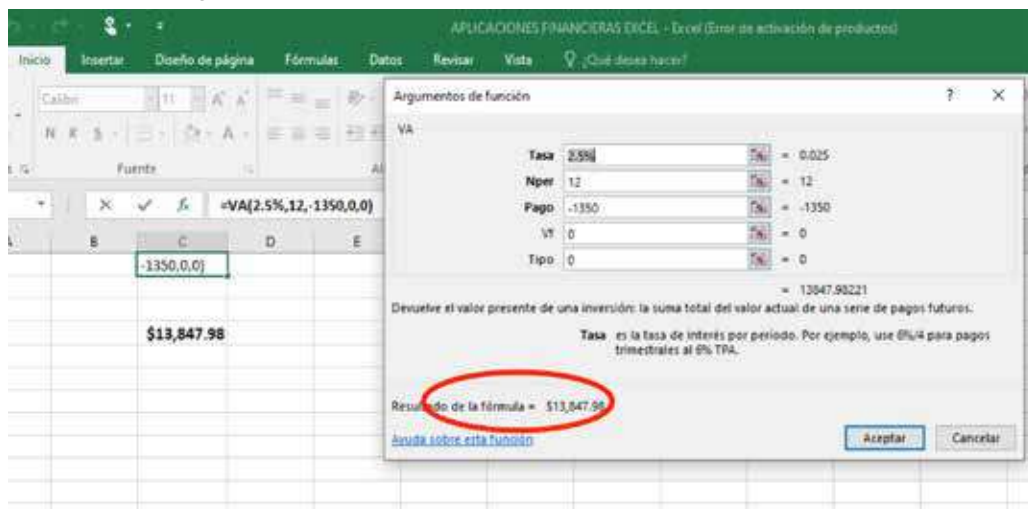 APLICACIONES FINANCIERAS EXCEL - Excel (Error de activación de productos)
Inicio Insertar Diseño de página Fórmulas Datos Revisar Vista ¿Qué desea hacer?
Calibri 11 A A
N K S A
Fuente
Argumentos de función ? ×
VA
Tasa 2.5% = 0.025
Nper 12 = 12
Pago -1350 = -1350
Vf 0 = 0
Tipo 0 = 0
= 13847.98221
fx =VA(2.5%,12,-1350,0,0)
B C D E
-1350,0,0)
$13,847.98
Devuelve el valor presente de una inversión: la suma total del valor actual de una serie de pagos futuros.
Tasa es la tasa de interés por período. Por ejemplo, use 6%/4 para pagos
trimestrales al 6% TPA.
Resultado de la fórmula = $13,847.98
Ayuda sobre esta función
Aceptar Cancelar